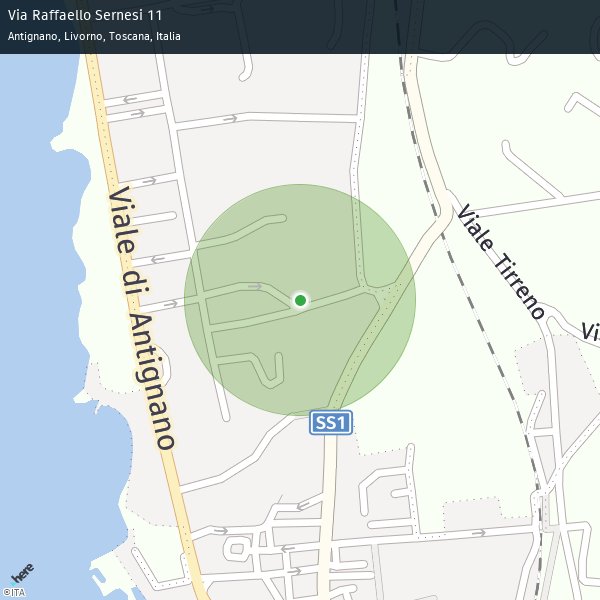 Via Raffaello Sernesi 11
Antignano, Livorno, Toscana, Italia
Viale di Antignano
Viale Tirreno
Vi
SS1
here
©ITA